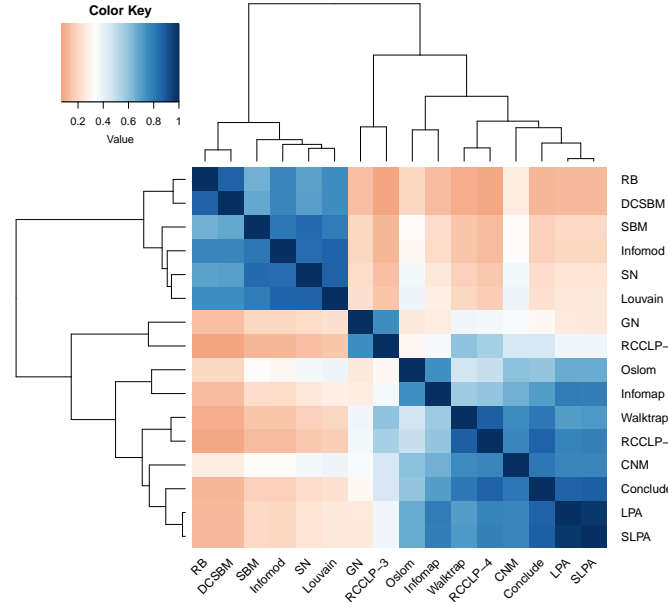 Color Key
0.2 0.4 0.6 0.8 1
Value
RB
DCSBM
SBM
Infomod
SN
Louvain
GN
RCCLP-
Oslom
Infomap
Walktrap
RCCLP-
CNM
Conclude
LPA
SLPA
RB DCSBM SBM Infomod SN Louvain GN RCCLP-3 Oslom Infomap Walktrap RCCLP-4 CNM Conclude LPA SLPA